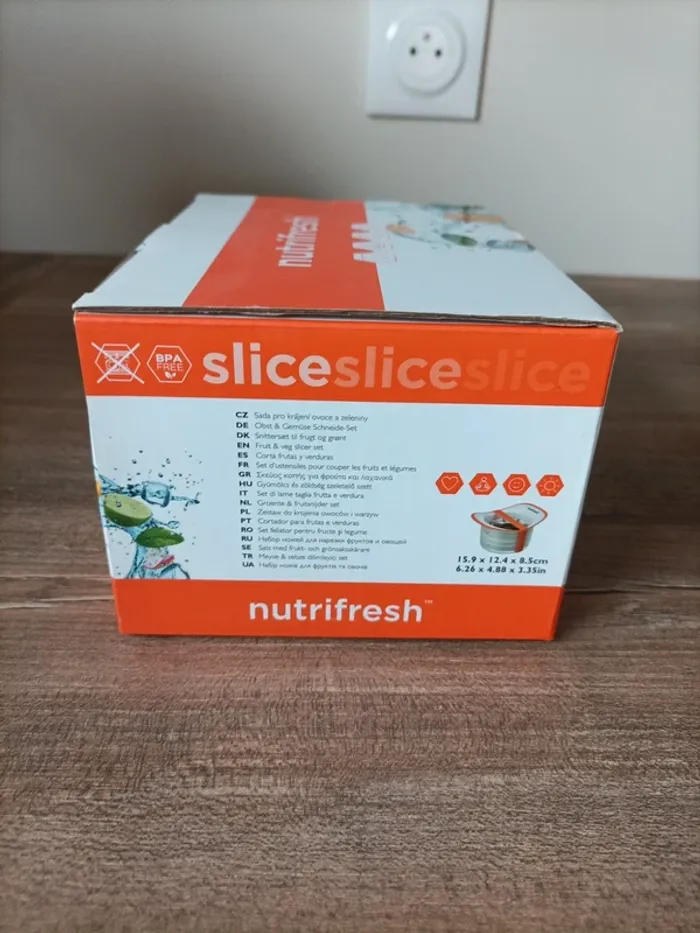 nutrifresh
BPA
FREE
slicesliceslice
CZ Sada pro krájení ovoce a zeleniny
DE Obst & Gemüse Schneide-Set
DK Snittersæt til frugt og grønt
EN Fruit & veg slicer set
ES Corta frutas y verduras
FR Set d'ustensiles pour couper les fruits et légumes
GR Σκεύος κοπής για φρούτα και λαχανικά
HU Gyümölcs és zöldség szeletelő szett
IT Set di lame taglia frutta e verdura
NL Groente & fruitsnijder set
PL Zestaw do krojenia owoców i warzyw
PT Cortador para frutas e verduras
RO Set feliator pentru fructe și legume
RU Набор ножей для нарезки фруктов и овощей
SE Sats med frukt- och grönsaksskärare
TR Meyve & sebze dilimleyici set
UA Набір ножів для фруктів та овочів
15.9 x 12.4 x 8.5cm
6.26 x 4.88 x 3.35in
nutrifresh™